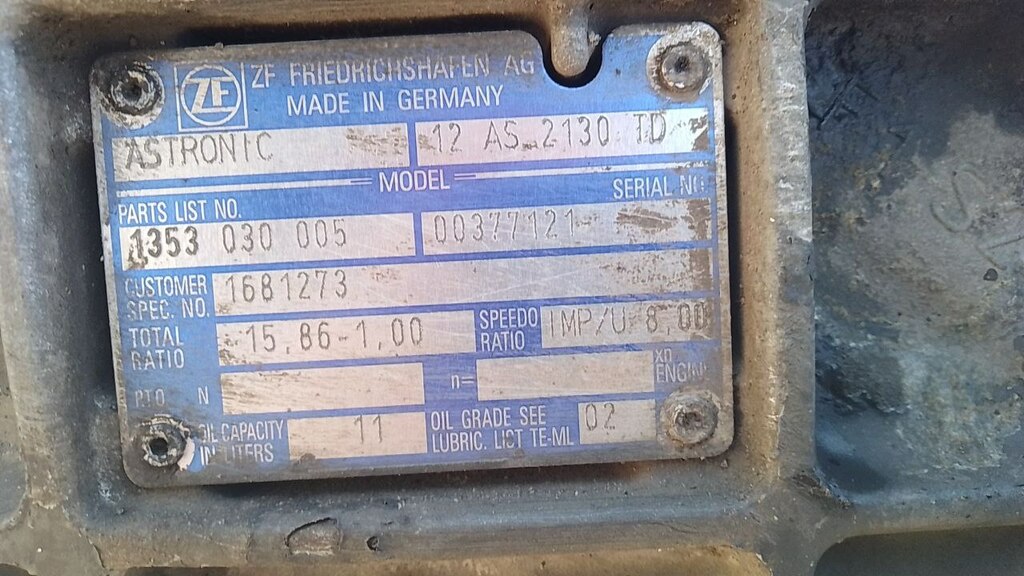 ZF ZF FRIEDRICHSHAFEN AG
MADE IN GERMANY
ASTRONIC 12 AS 2130 TD
MODEL SERIAL NO.
PARTS LIST NO.
1353 030 005 00377121
CUSTOMER SPEC. NO. 1681273
TOTAL RATIO 15,86-1,00 SPEEDO RATIO IMP/U 8,00
PTO N n= xn ENGINE
OIL CAPACITY IN LITERS 11 OIL GRADE SEE LUBRIC. LIST TE-ML 02